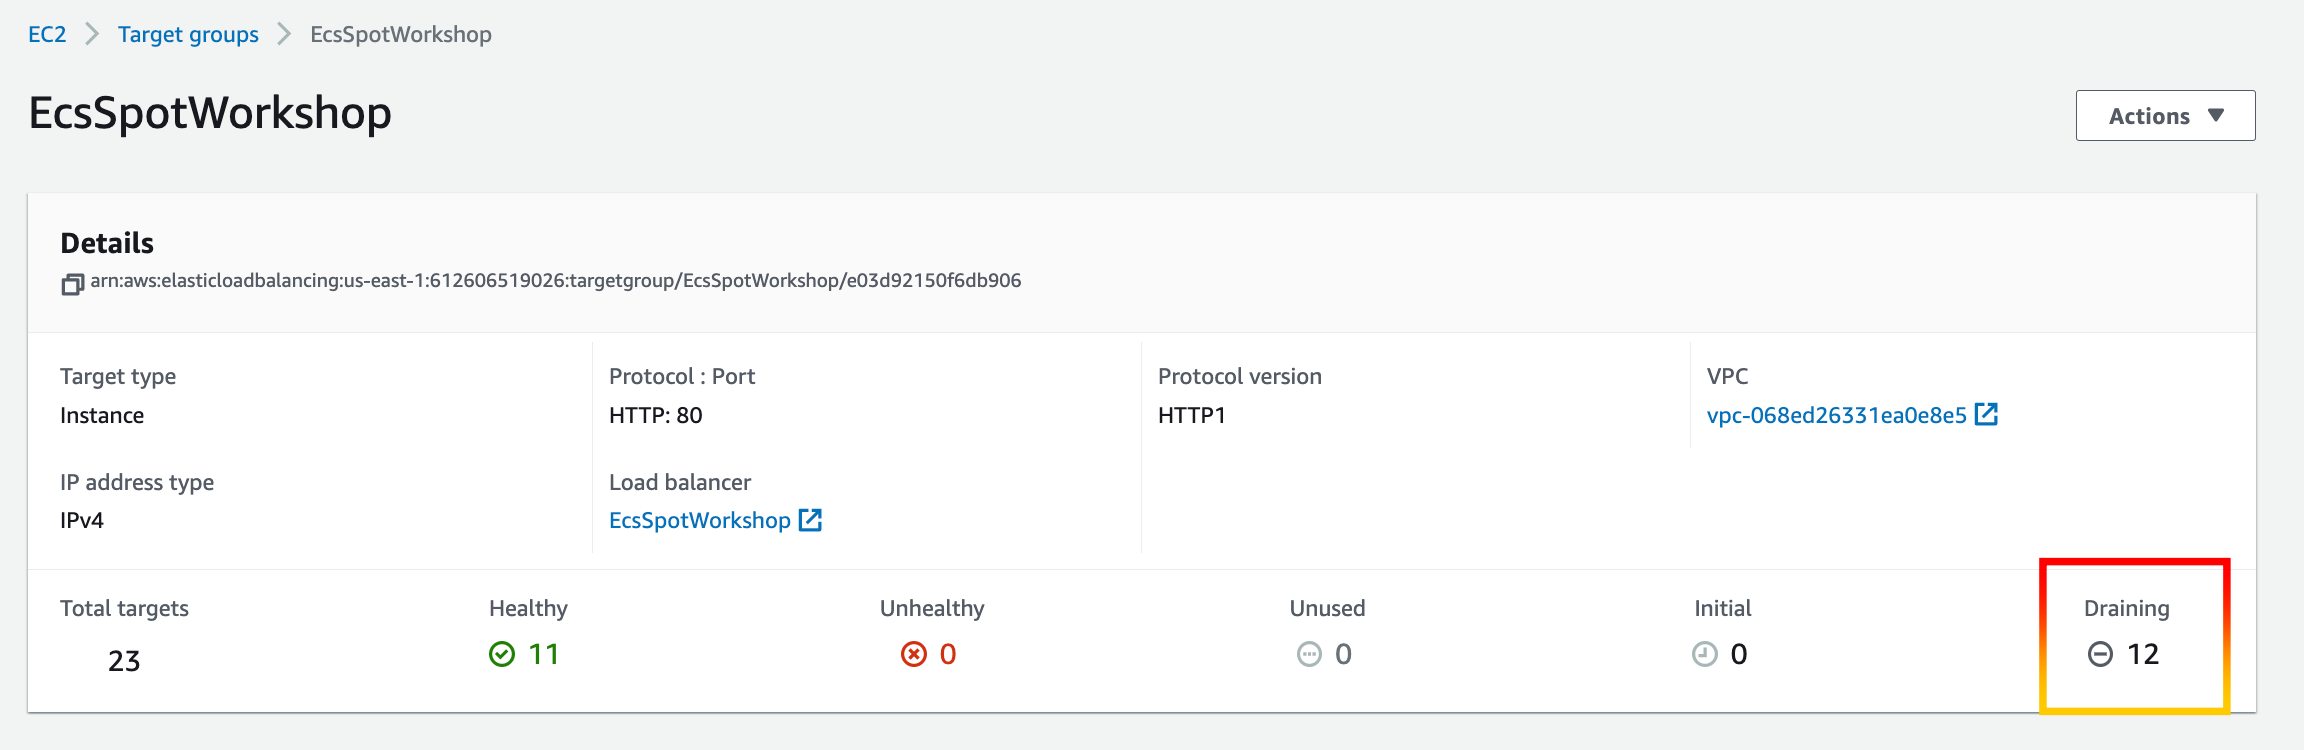 EC2 > Target groups > EcsSpotWorkshop
EcsSpotWorkshop
Actions
Details
arn:aws:elasticloadbalancing:us-east-1:612606519026:targetgroup/EcsSpotWorkshop/e03d92150f6db906
Target type
Instance
Protocol : Port
HTTP: 80
Protocol version
HTTP1
VPC
vpc-068ed26331ea0e8e5
IP address type
IPv4
Load balancer
EcsSpotWorkshop
Total targets
23
Healthy
11
Unhealthy
0
Unused
0
Initial
0
Draining
12